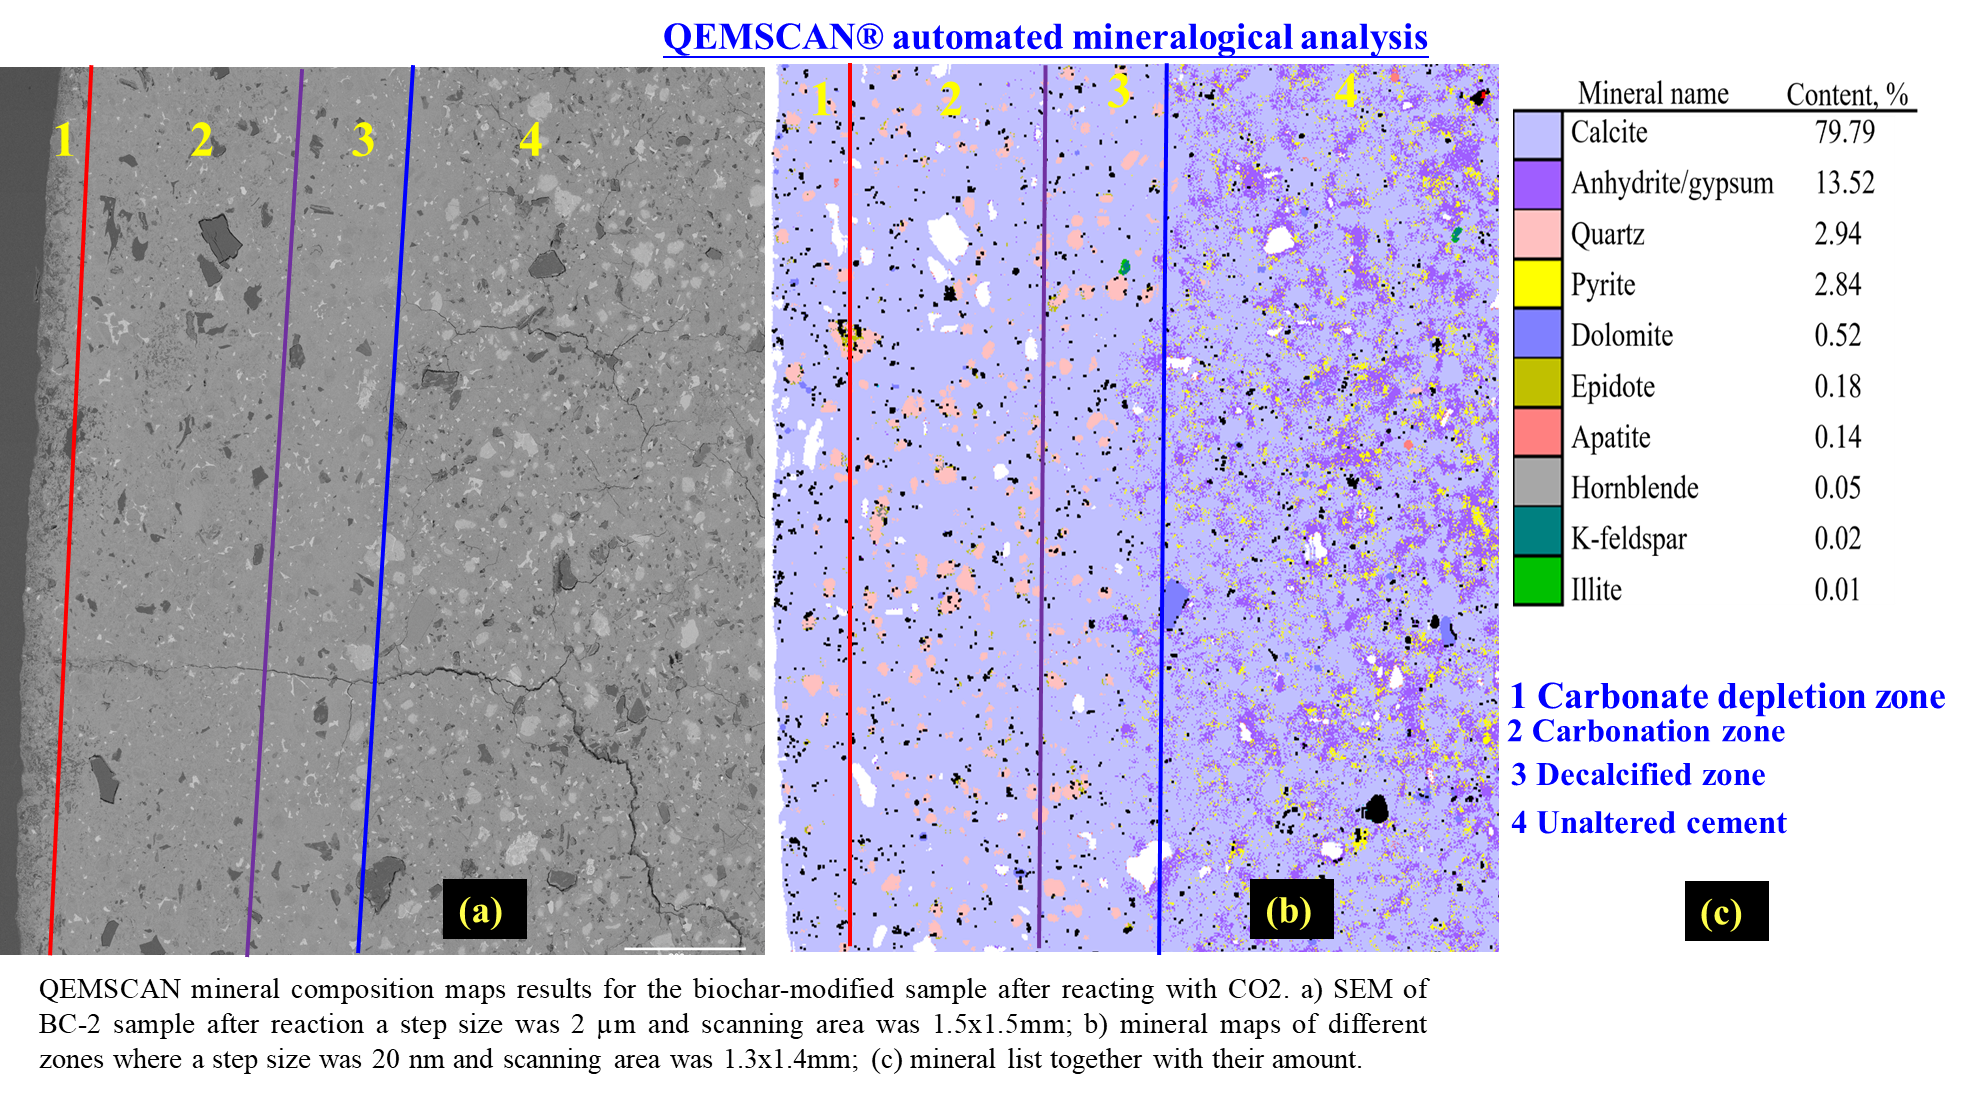 QEMSCAN® automated mineralogical analysis
1 2 3 4
1 2 3 4
(a)
(b)
Mineral name Content, %
Calcite 79.79
Anhydrite/gypsum 13.52
Quartz 2.94
Pyrite 2.84
Dolomite 0.52
Epidote 0.18
Apatite 0.14
Hornblende 0.05
K-feldspar 0.02
Illite 0.01
1 Carbonate depletion zone
2 Carbonation zone
3 Decalcified zone
4 Unaltered cement
(c)
QEMSCAN mineral composition maps results for the biochar-modified sample after reacting with CO2. a) SEM of
BC-2 sample after reaction a step size was 2 µm and scanning area was 1.5x1.5mm; b) mineral maps of different
zones where a step size was 20 nm and scanning area was 1.3x1.4mm; (c) mineral list together with their amount.